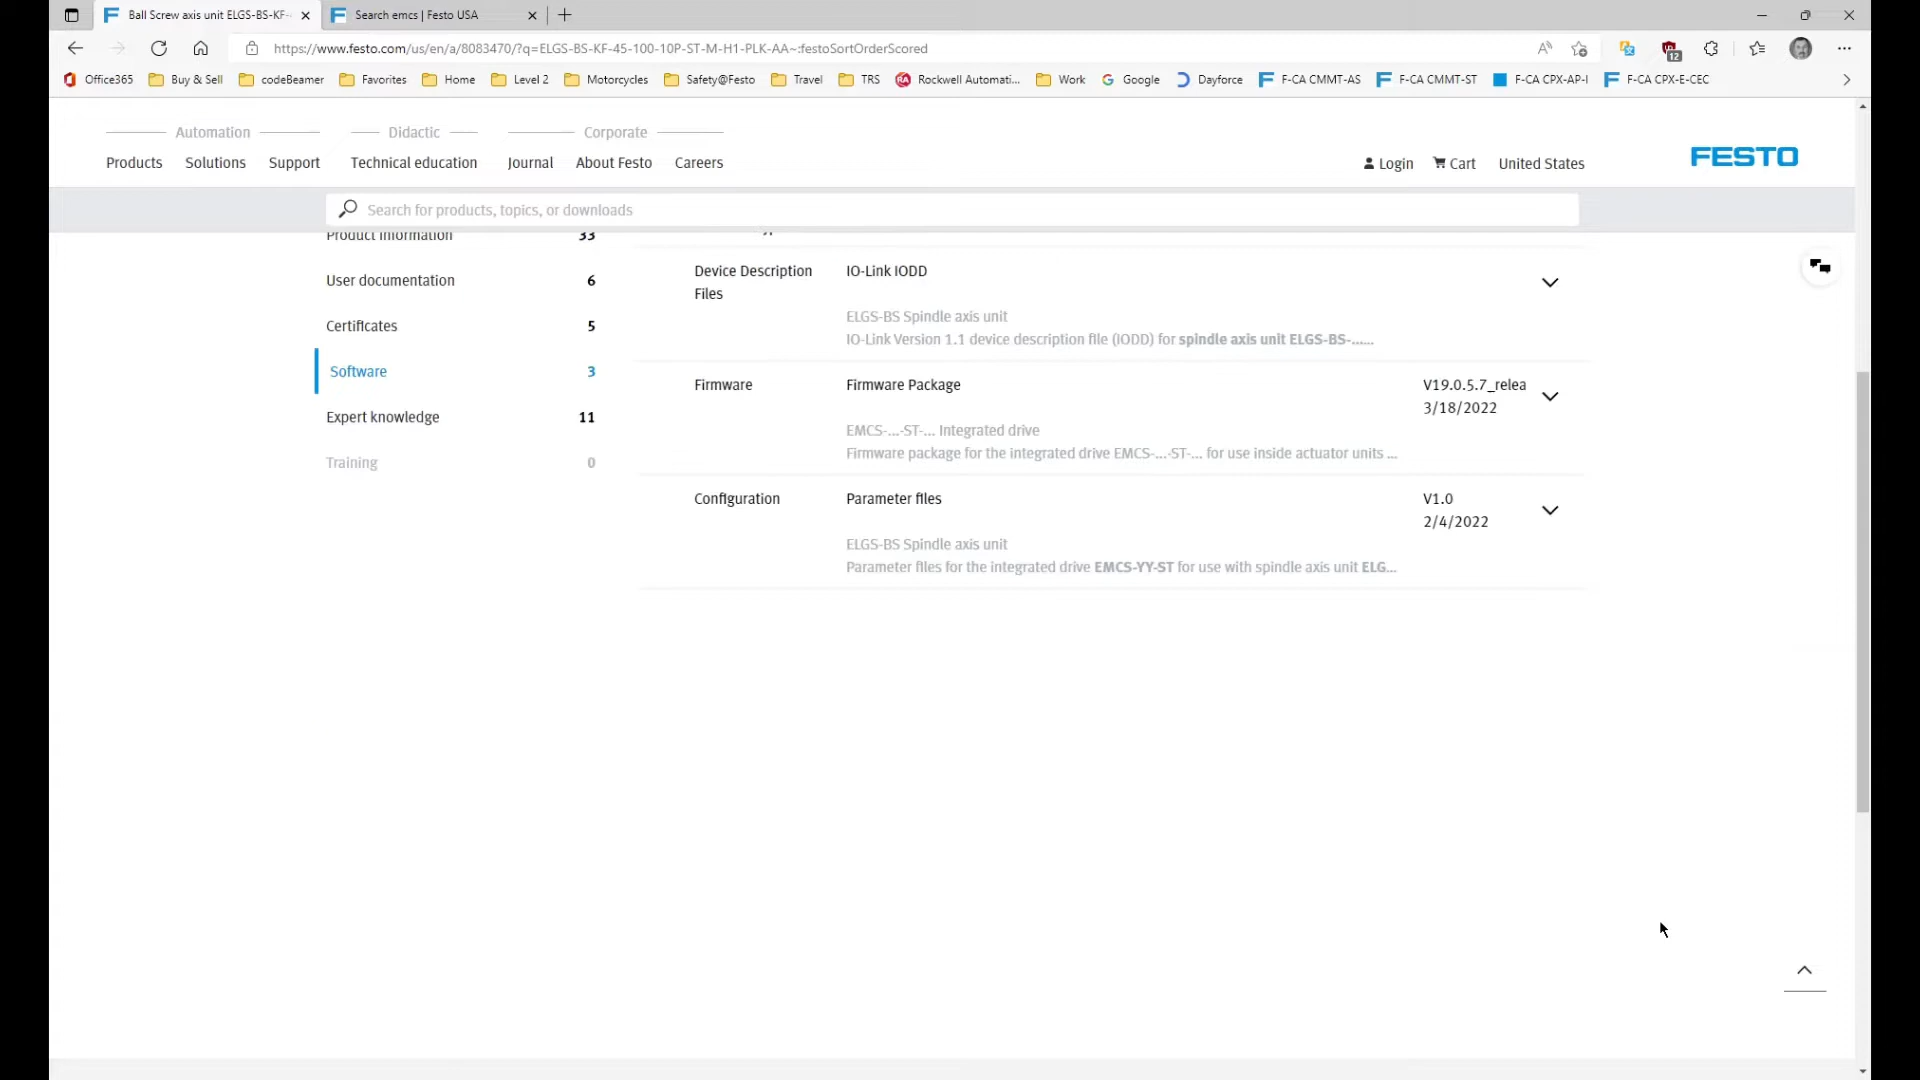 Ball Screw axis unit ELGS-BS-KF-
Search emcs | Festo USA
https://www.festo.com/us/en/a/8083470/?q=ELGS-BS-KF-45-100-10P-ST-M-H1-PLK-AA~:festoSortOrderScored
12
Office365 Buy & Sell codeBeamer Favorites Home Level 2 Motorcycles Safety@Festo Travel TRS Rockwell Automati... Work Google Dayforce F-CA CMMT-AS F-CA CMMT-ST F-CA CPX-AP-I F-CA CPX-E-CEC
Automation Didactic Corporate
Products Solutions Support Technical education Journal About Festo Careers
Login Cart United States
FESTO
Search for products, topics, or downloads
Product information 33
User documentation 6
Certificates 5
Software 3
Expert knowledge 11
Training 0
Device Description Files
IO-Link IODD
ELGS-BS Spindle axis unit
IO-Link Version 1.1 device description file (IODD) for spindle axis unit ELGS-BS-......
Firmware
Firmware Package
V19.0.5.7_relea
3/18/2022
EMCS-...-ST-... Integrated drive
Firmware package for the integrated drive EMCS-...-ST-... for use inside actuator units ...
Configuration
Parameter files
V1.0
2/4/2022
ELGS-BS Spindle axis unit
Parameter files for the integrated drive EMCS-YY-ST for use with spindle axis unit ELG...